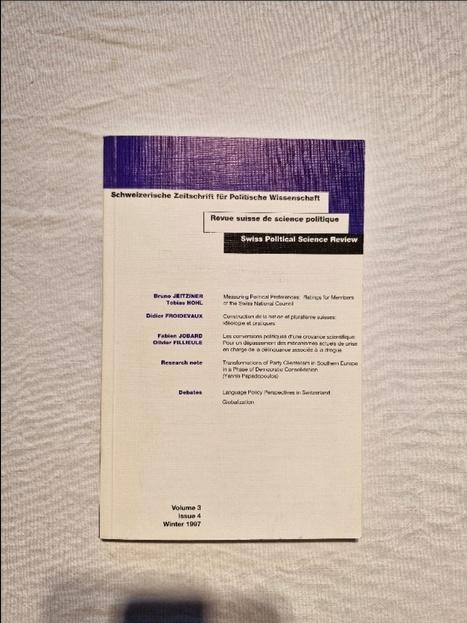 Schweizerische Zeitschrift für Politische Wissenschaft
Revue suisse de science politique
Swiss Political Science Review
Bruno JEITZINER
Tobias HOHL
Measuring Political Preferences: Ratings for Members
of the Swiss National Council
Didier FROIDEVAUX
Construction de la nation et pluralisme suisses:
idéologie et pratiques
Fabien JOBARD
Olivier FILLIEULE
Les conversions politiques d'une croyance scientifique:
Pour un dépassement des mécanismes actuels de prise
en charge de la délinquance associée à la drogue
Research note
Transformations of Party Clientelism in Southern Europe
in a Phase of Democratic Consolidation
(Yannis Papadopoulos)
Debates
Language Policy Perspectives in Switzerland
Globalization
Volume 3
Issue 4
Winter 1997